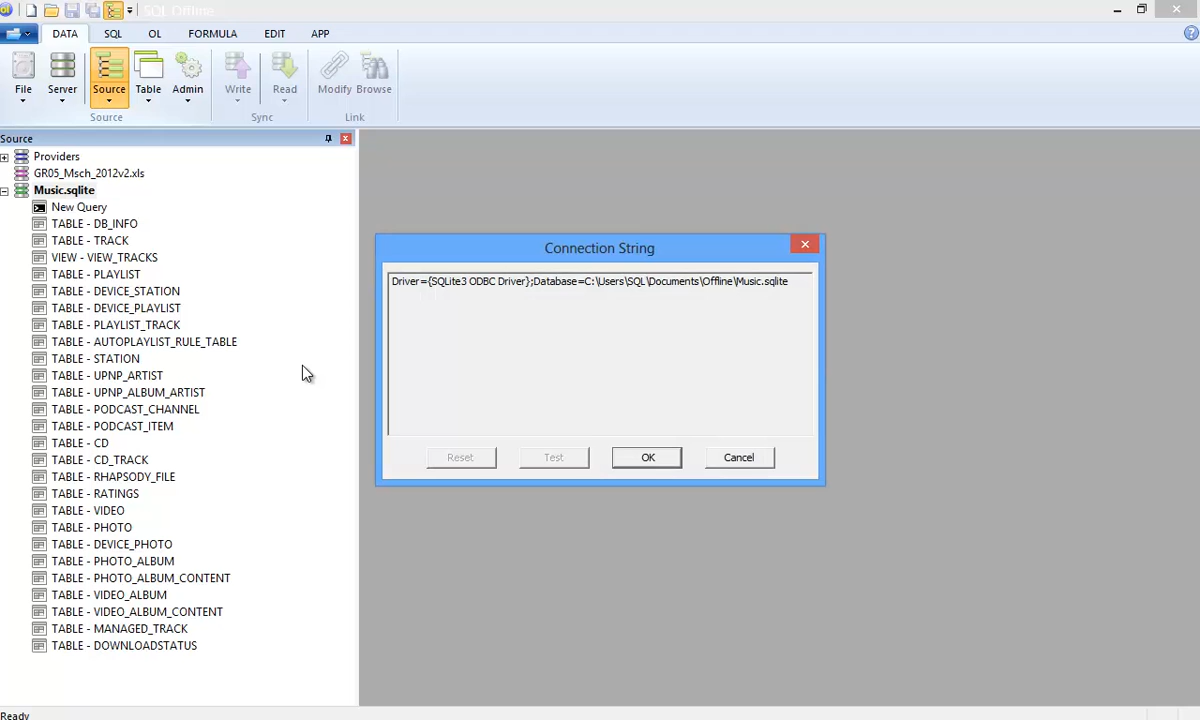 SQL Offline
DATA SQL OL FORMULA EDIT APP
File Server Source Table Admin Write Read Modify Browse
Source Sync Link
Source
Providers
GR05_Msch_2012v2.xls
Music.sqlite
New Query
TABLE - DB_INFO
TABLE - TRACK
VIEW - VIEW_TRACKS
TABLE - PLAYLIST
TABLE - DEVICE_STATION
TABLE - DEVICE_PLAYLIST
TABLE - PLAYLIST_TRACK
TABLE - AUTOPLAYLIST_RULE_TABLE
TABLE - STATION
TABLE - UPNP_ARTIST
TABLE - UPNP_ALBUM_ARTIST
TABLE - PODCAST_CHANNEL
TABLE - PODCAST_ITEM
TABLE - CD
TABLE - CD_TRACK
TABLE - RHAPSODY_FILE
TABLE - RATINGS
TABLE - VIDEO
TABLE - PHOTO
TABLE - DEVICE_PHOTO
TABLE - PHOTO_ALBUM
TABLE - PHOTO_ALBUM_CONTENT
TABLE - VIDEO_ALBUM
TABLE - VIDEO_ALBUM_CONTENT
TABLE - MANAGED_TRACK
TABLE - DOWNLOADSTATUS
Connection String
Driver={SQLite3 ODBC Driver};Database=C:\Users\SQL\Documents\Offline\Music.sqlite
Reset Test OK Cancel
Ready